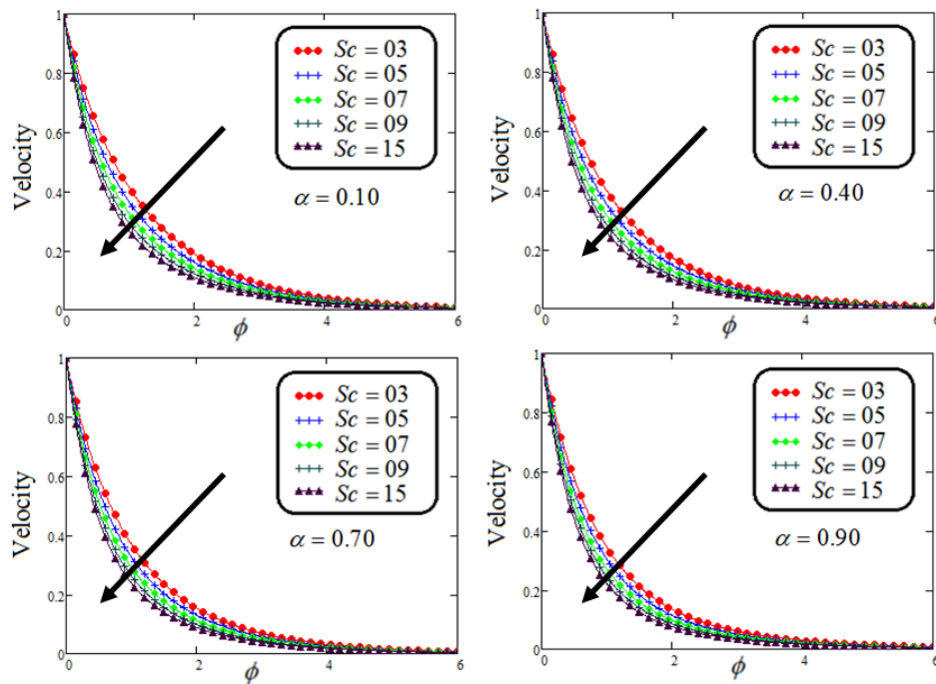 1
0.8
0.6
0.4
0.2
0
Velocity
Sc = 03
Sc = 05
Sc = 07
Sc = 09
Sc = 15
α = 0.10
0
2
4
6
ϕ
1
0.8
0.6
0.4
0.2
0
Velocity
Sc = 03
Sc = 05
Sc = 07
Sc = 09
Sc = 15
α = 0.40
0
2
4
6
ϕ
1
0.8
0.6
0.4
0.2
0
Velocity
Sc = 03
Sc = 05
Sc = 07
Sc = 09
Sc = 15
α = 0.70
0
2
4
6
1
0.8
0.6
0.4
0.2
0
Velocity
Sc = 03
Sc = 05
Sc = 07
Sc = 09
Sc = 15
α = 0.90
0
2
4
6
ϕ